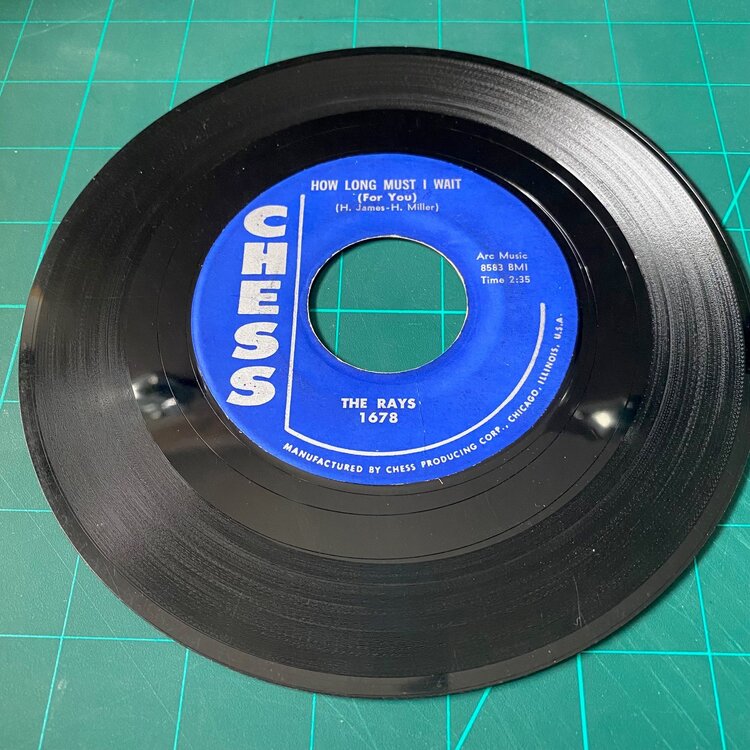 HOW LONG MUST I WAIT
(For You)
(H. James-H. Miller)
CHESS
Arc Music
8583 BMI
Time 2:35
THE RAYS
1678
MANUFACTURED BY CHESS PRODUCING CORP., CHICAGO, ILLINOIS, U.S.A.